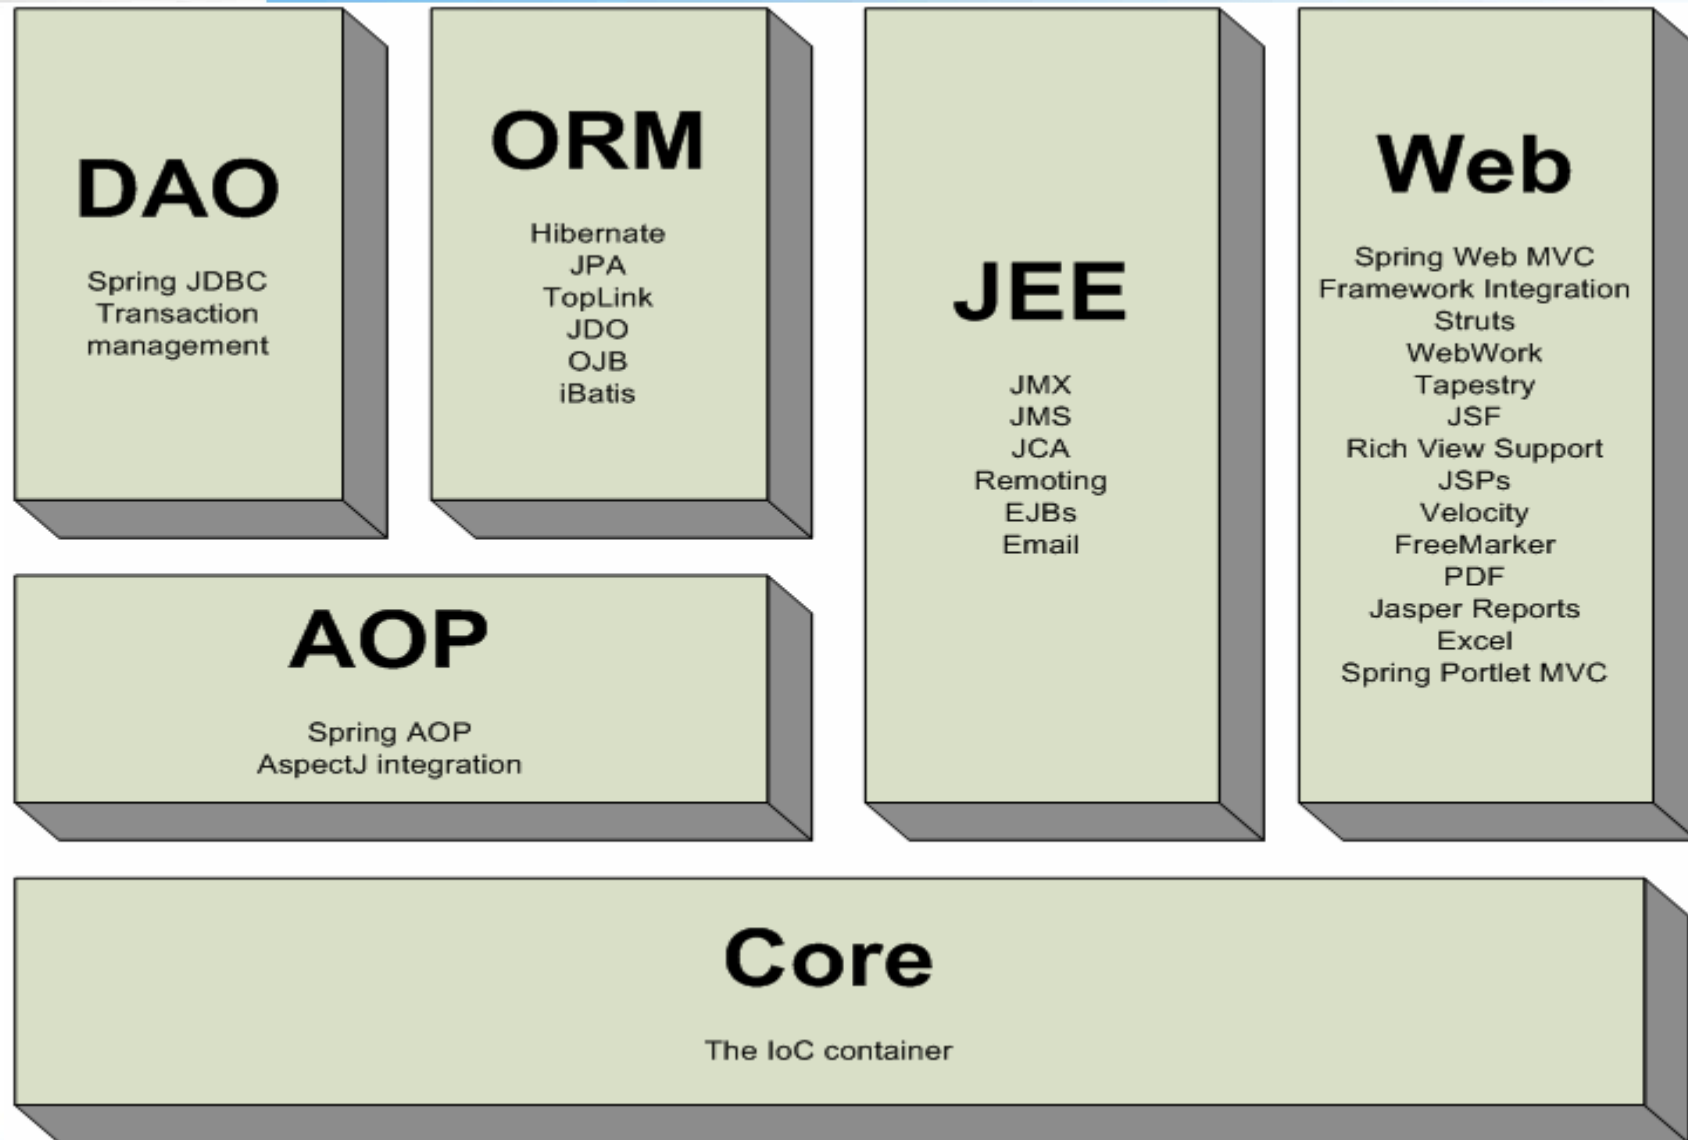 DAO
Spring JDBC
Transaction
management
ORM
Hibernate
JPA
TopLink
JDO
OJB
iBatis
JEE
JMX
JMS
JCA
Remoting
EJBs
Email
Web
Spring Web MVC
Framework Integration
Struts
WebWork
Tapestry
JSF
Rich View Support
JSPs
Velocity
FreeMarker
PDF
Jasper Reports
Excel
Spring Portlet MVC
AOP
Spring AOP
AspectJ integration
Core
The IoC container